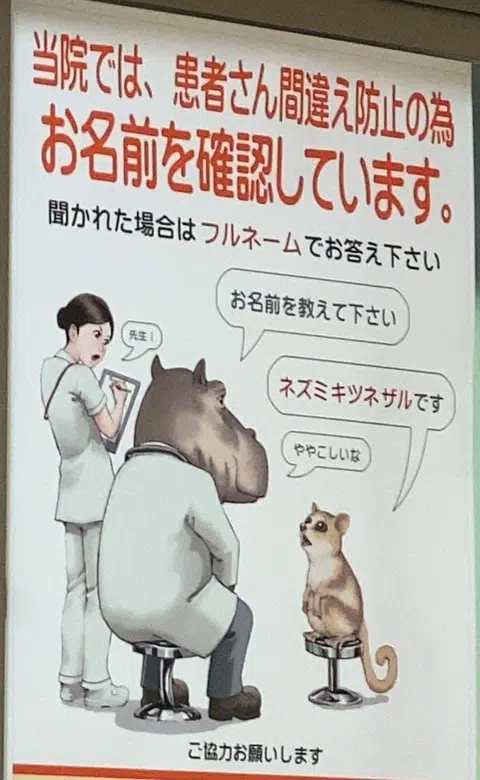 当院では、患者さん間違え防止の為
お名前を確認しています。
聞かれた場合はフルネームでお答え下さい
お名前を教えて下さい
先生！
ネズミキツネザルです
ややこしいな
ご協力お願いします